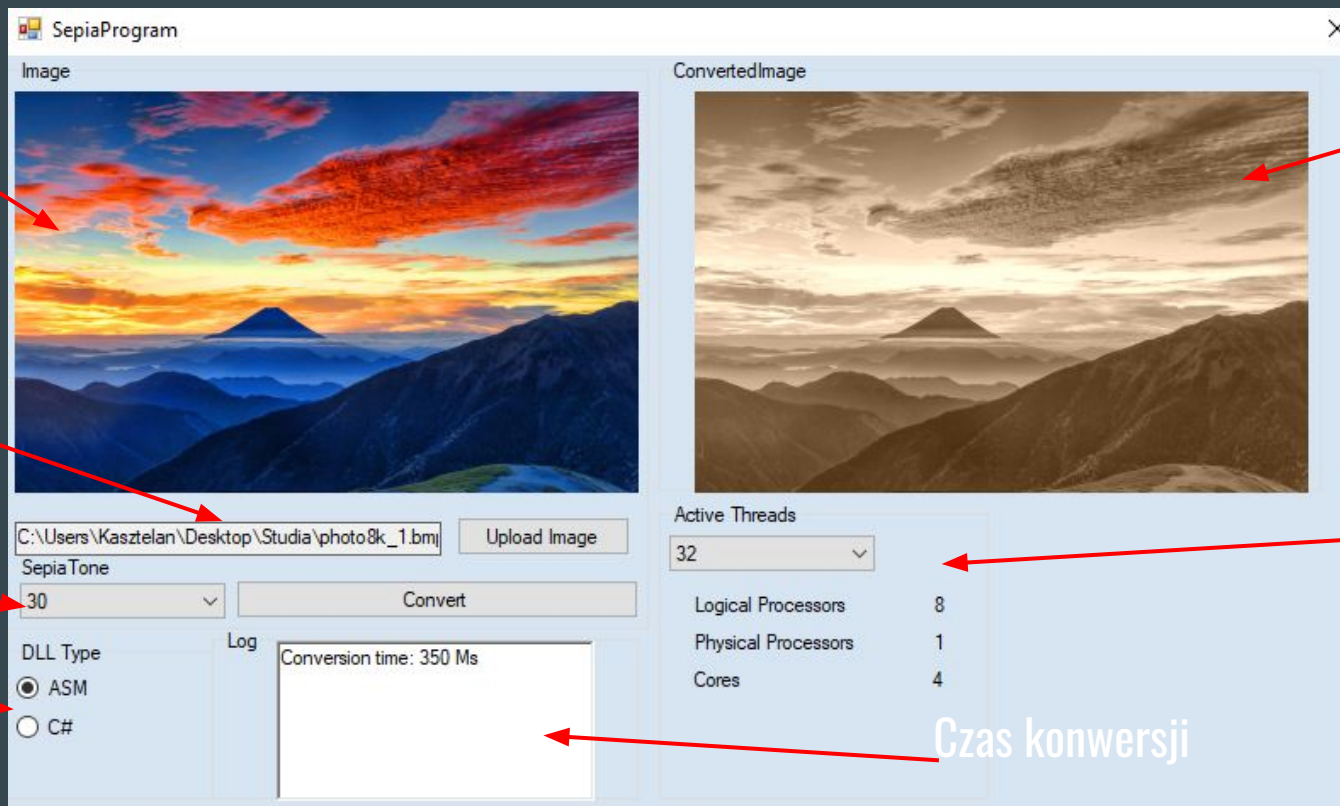 SepiaProgram
Image
ConvertedImage
C:\Users\Kasztelan\Desktop\Studia\photo8k_1.bmp
Upload Image
SepiaTone
30
Convert
DLL Type
ASM
C#
Log
Conversion time: 350 Ms
Active Threads
32
Logical Processors 8
Physical Processors 1
Cores 4
Czas konwersji